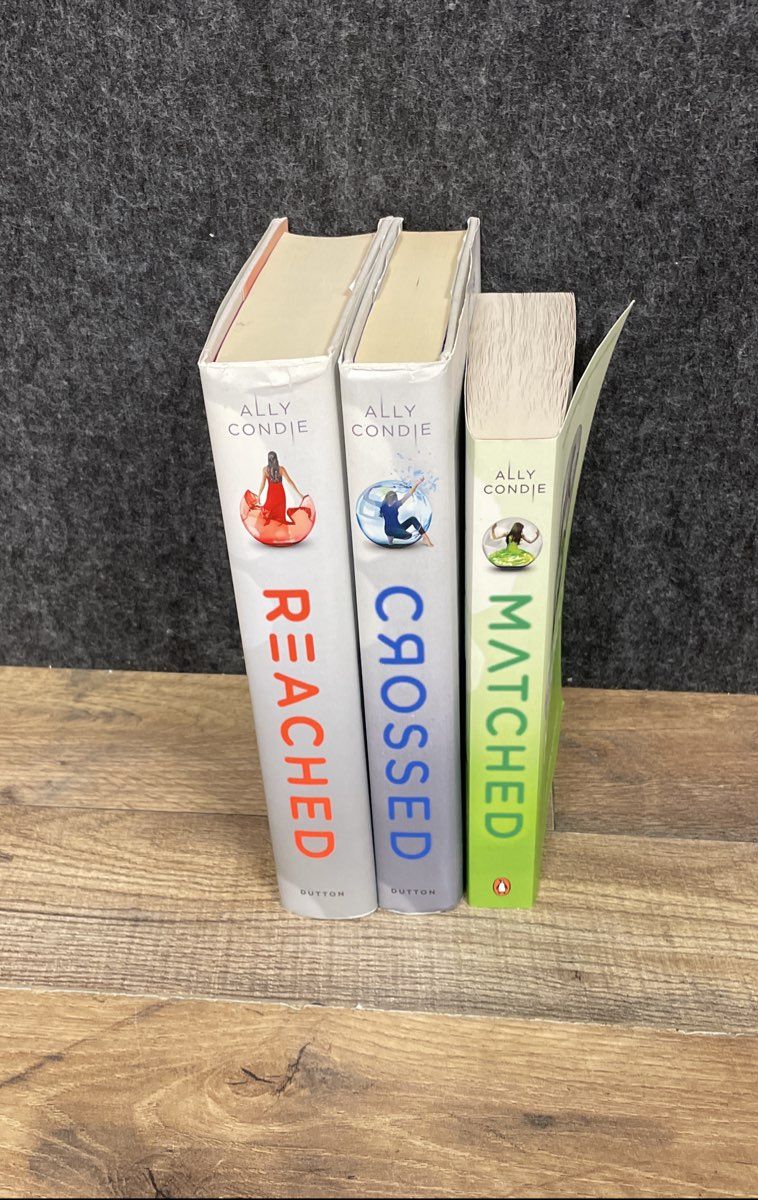 ALLY
CONDIE
REACHED
DUTTON
ALLY
CONDIE
CROSSED
DUTTON
ALLY
CONDIE
MATCHED